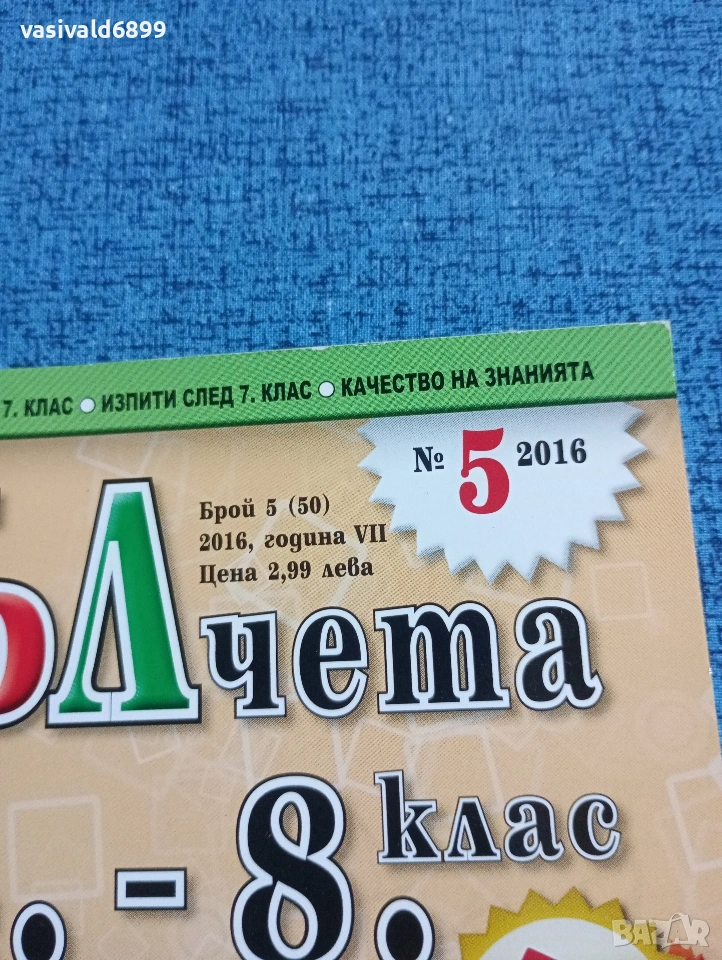 vasivald6899
7. КЛАС ● ИЗПИТИ СЛЕД 7. КЛАС ● КАЧЕСТВО НА ЗНАНИЯТА
№ 5 2016
Брой 5 (50)
2016, година VII
Цена 2,99 лева
Лчета
. - 8. клас
БАZАР